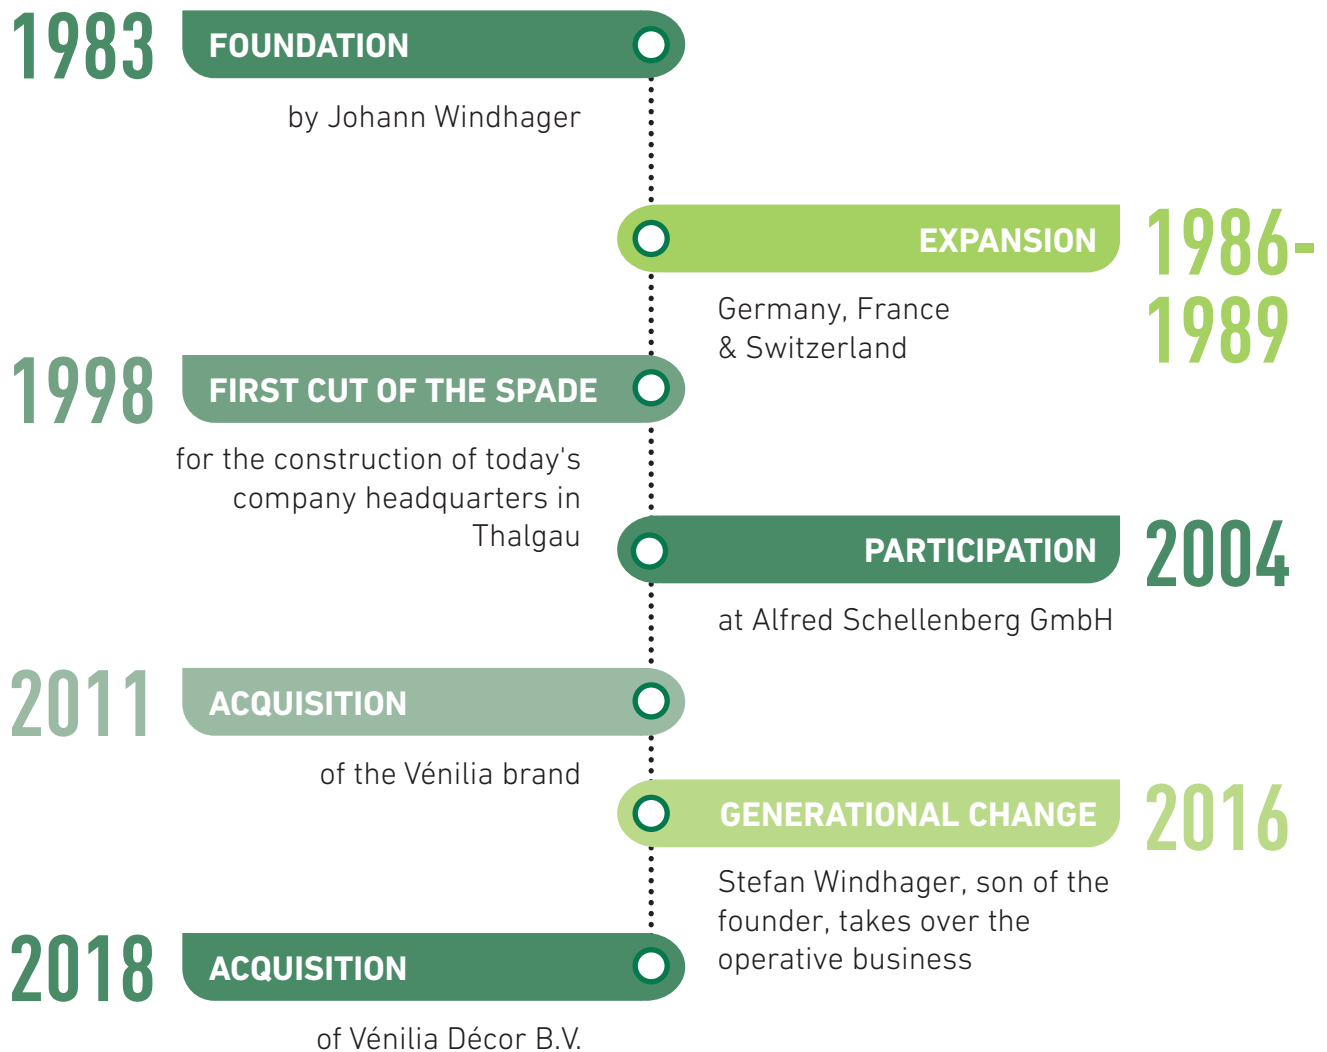 1983
FOUNDATION
by Johann Windhager
EXPANSION
1986-
1989
Germany, France
& Switzerland
1998
FIRST CUT OF THE SPADE
for the construction of today's
company headquarters in
Thalgau
PARTICIPATION
2004
at Alfred Schellenberg GmbH
2011
ACQUISITION
of the Vénilia brand
GENERATIONAL CHANGE
2016
Stefan Windhager, son of the
founder, takes over the
operative business
2018
ACQUISITION
of Vénilia Décor B.V.